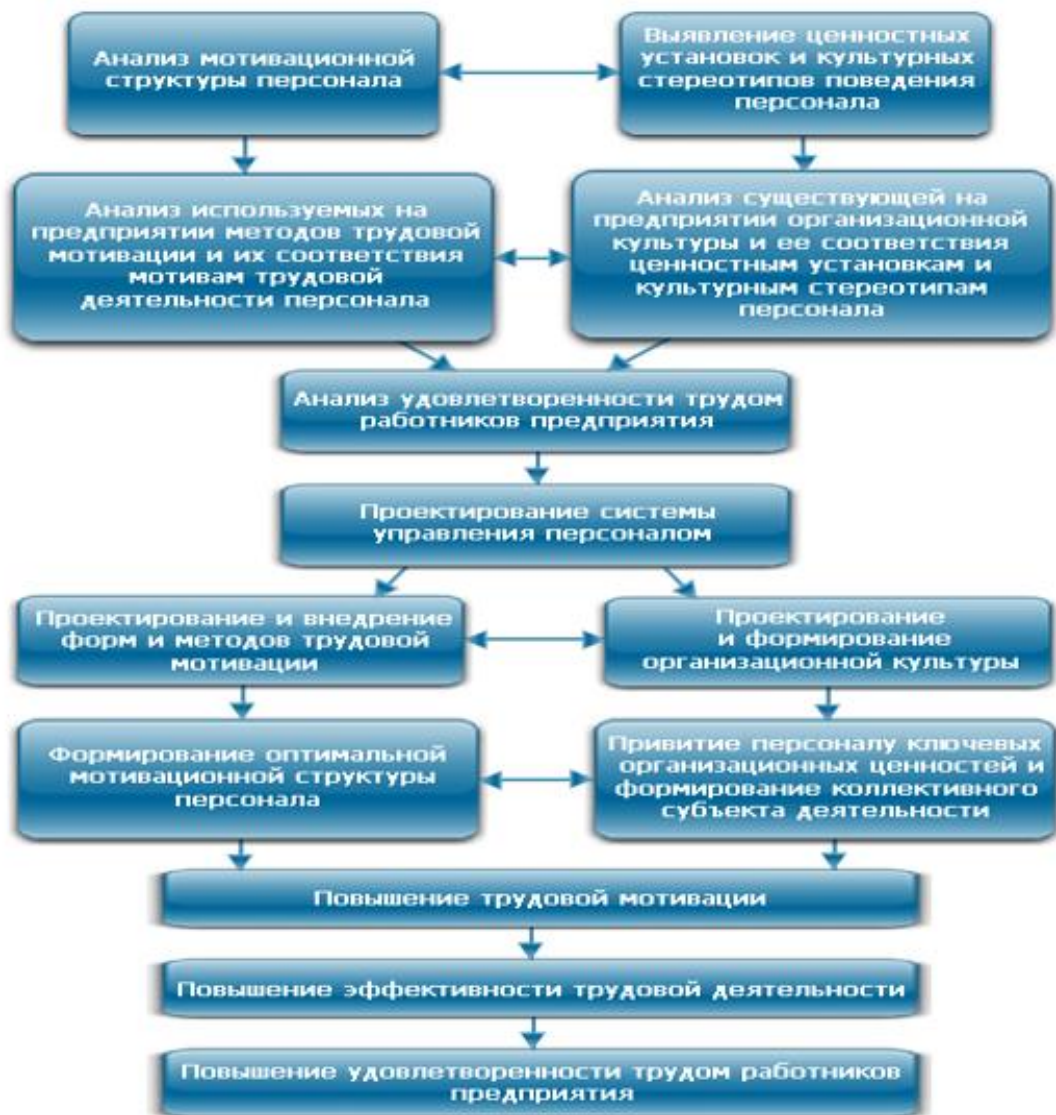 Анализ мотивационной
структуры персонала
Выявление ценностных
установок и культурных
стереотипов поведения
персонала
Анализ используемых на
предприятии методов трудовой
мотивации и их соответствия
мотивам трудовой
деятельности персонала
Анализ существующей на
предприятии организационной
культуры и ее соответствия
ценностным установкам и
культурным стереотипам
персонала
Анализ удовлетворенности трудом
работников предприятия
Проектирование системы
управления персоналом
Проектирование и внедрение
форм и методов трудовой
мотивации
Проектирование
и формирование
организационной культуры
Формирование оптимальной
мотивационной структуры
персонала
Привитие персоналу ключевых
организационных ценностей и
формирование коллективного
субъекта деятельности
Повышение трудовой мотивации
Повышение эффективности трудовой деятельности
Повышение удовлетворенности трудом работников
предприятия